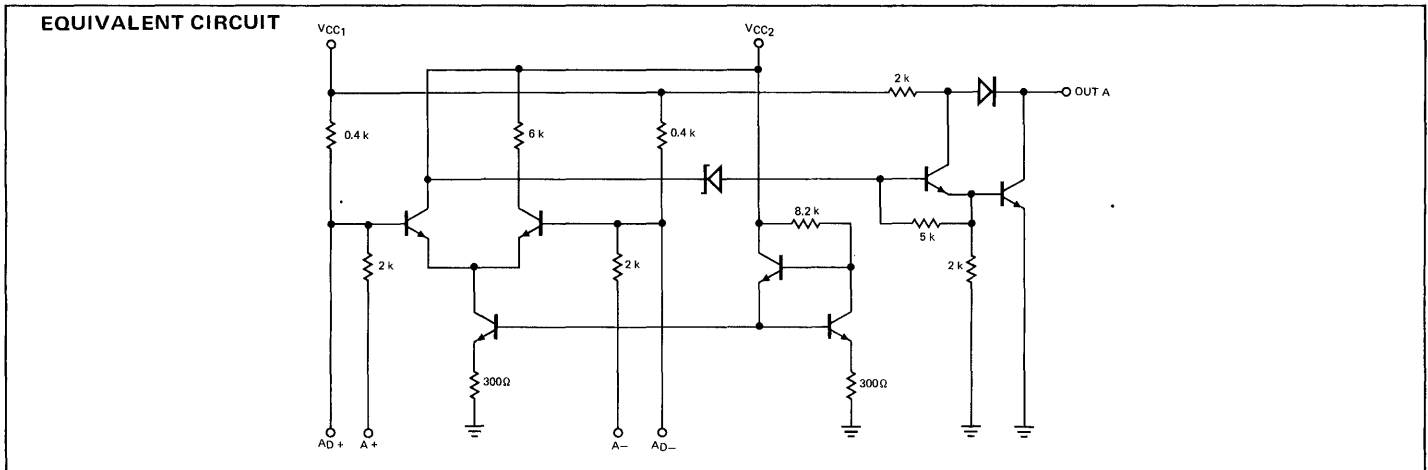 EQUIVALENT CIRCUIT
VCC1
VCC2
2 k
OUT A
0.4 k
6 k
0.4 k
8.2 k
5 k
2 k
2 k
2 k
300Ω
300Ω
AD+
A+
A−
AD−